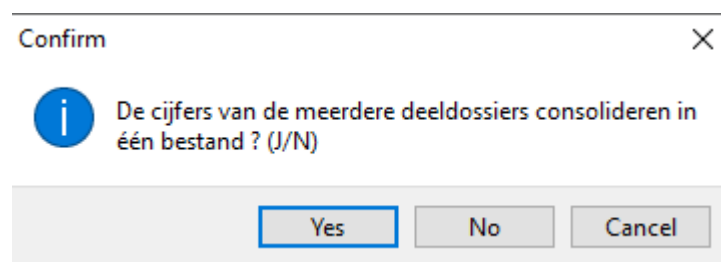 Confirm
De cijfers van de meerdere deeldossiers consolideren in
één bestand ? (J/N)
Yes
No
Cancel